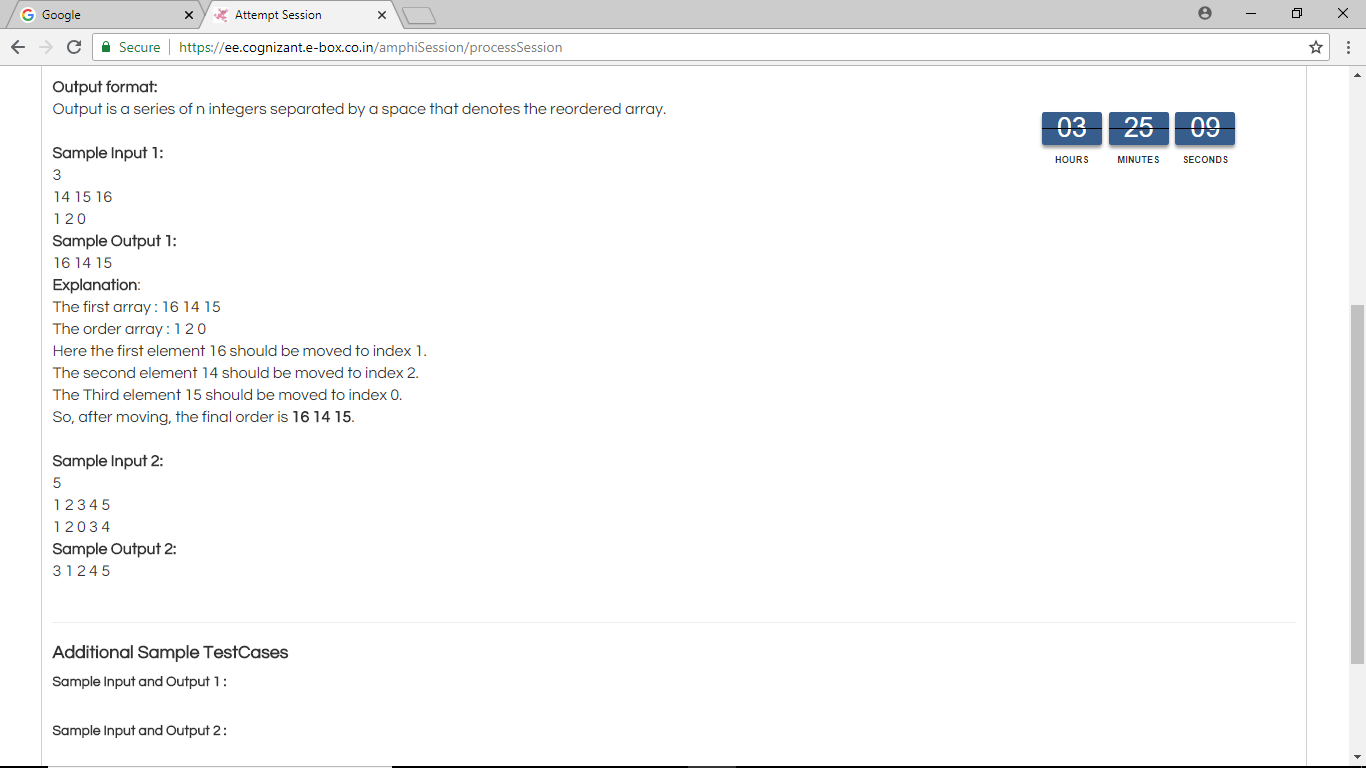 Google
Attempt Session
Secure
https://ee.cognizant.e-box.co.in/amphiSession/processSession
Output format:
Output is a series of n integers separated by a space that denotes the reordered array.
03 25 09
HOURS MINUTES SECONDS
Sample Input 1:
3
14 15 16
1 2 0
Sample Output 1:
16 14 15
Explanation:
The first array : 16 14 15
The order array : 1 2 0
Here the first element 16 should be moved to index 1.
The second element 14 should be moved to index 2.
The Third element 15 should be moved to index 0.
So, after moving, the final order is 16 14 15.
Sample Input 2:
5
1 2 3 4 5
1 2 0 3 4
Sample Output 2:
3 1 2 4 5
Additional Sample TestCases
Sample Input and Output 1 :
Sample Input and Output 2 :